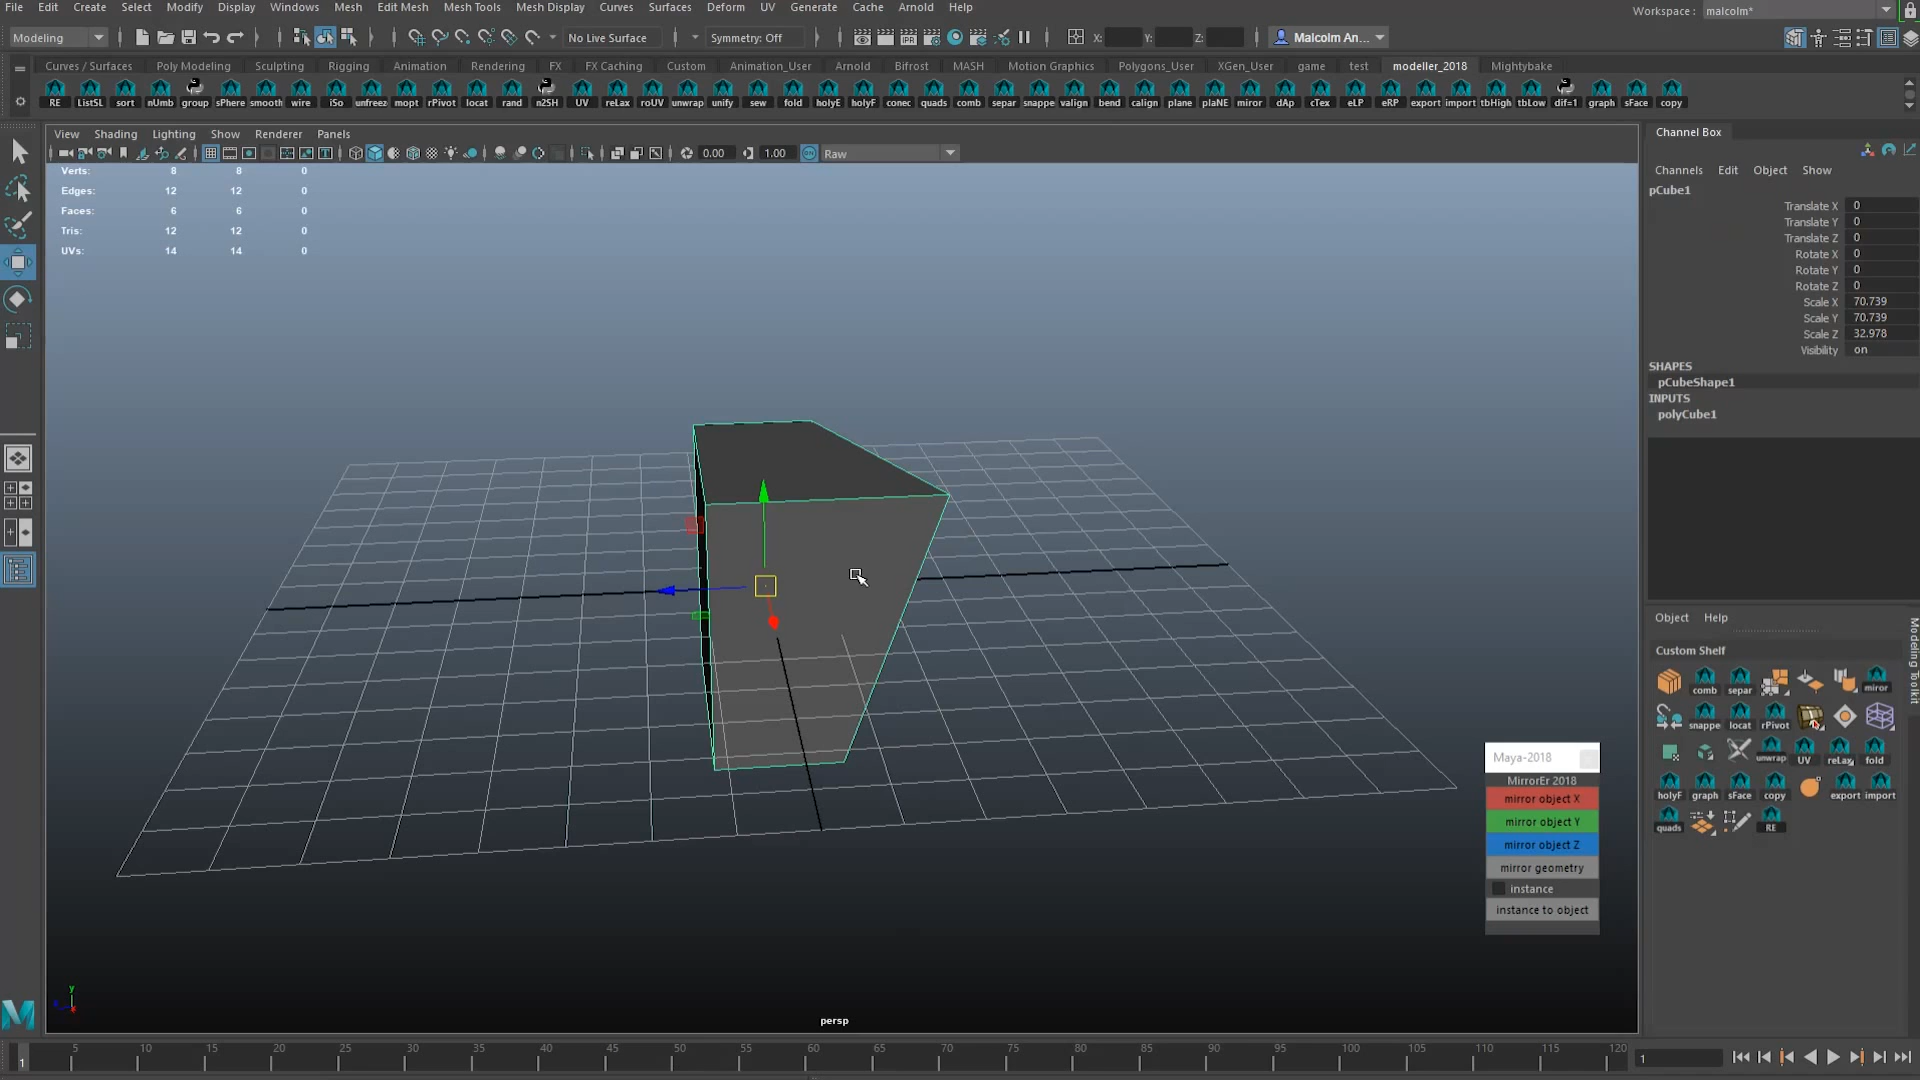 File Edit Create Select Modify Display Windows Mesh Edit Mesh Mesh Tools Mesh Display Curves Surfaces Deform UV Generate Cache Arnold Help
Workspace : malcolm*
Modeling No Live Surface Symmetry: Off X: Y: Z: Malcolm An...
Curves / Surfaces Poly Modeling Sculpting Rigging Animation Rendering FX FX Caching Custom Animation_User Arnold Bifrost MASH Motion Graphics Polygons_User XGen_User game test modeller_2018 Mightybake
RE ListSL sort nUmb group sPhere smooth wire iSo unfreez mopt rPivot locat rand n2SH UV reLax roUV unwrap unify sew fold holyE holyF conec quads comb separ snappe valign bend calign plane plaNE miror dAp cTex eLP eRP export import tbHigh tbLow dif=1 graph sFace copy
View Shading Lighting Show Renderer Panels
0.00 1.00 Raw
Verts: 8 8 0
Edges: 12 12 0
Faces: 6 6 0
Tris: 12 12 0
UVs: 14 14 0
persp
y
Channel Box
Channels Edit Object Show
pCube1
Translate X 0
Translate Y 0
Translate Z 0
Rotate X 0
Rotate Y 0
Rotate Z 0
Scale X 70.739
Scale Y 70.739
Scale Z 32.978
Visibility on
SHAPES
pCubeShape1
INPUTS
polyCube1
Object Help
Custom Shelf
comb separ miror
snappe locat rPivot
unwrap UV reLax fold
holyF graph sFace copy export import
quads RE
Modeling Toolkit
Maya-2018
MirrorEr 2018
mirror object X
mirror object Y
mirror object Z
mirror geometry
instance
instance to object
1 5 10 15 20 25 30 35 40 45 50 55 60 65 70 75 80 85 90 95 100 105 110 115 120 1